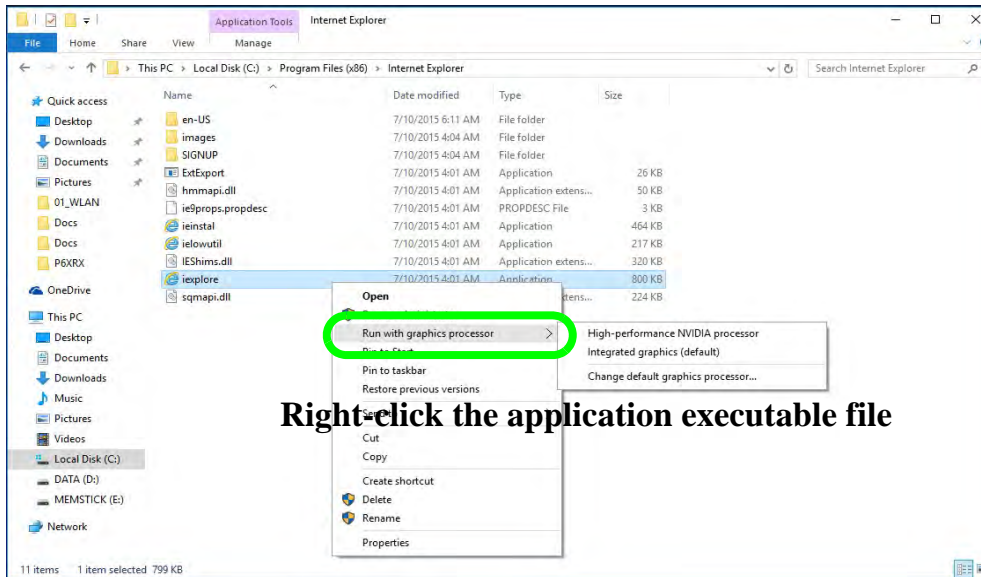 Application Tools Internet Explorer
File Home Share View Manage
This PC Local Disk (C:) Program Files (x86) Internet Explorer Search Internet Explorer
Name Date modified Type Size
Quick access
Desktop
Downloads
Documents
Pictures
01_WLAN
Docs
Docs
P6XRX
OneDrive
This PC
Desktop
Documents
Downloads
Music
Pictures
Videos
Local Disk (C:)
DATA (D:)
MEMSTICK (E:)
Network
en-US 7/10/2015 6:11 AM File folder
images 7/10/2015 4:04 AM File folder
SIGNUP 7/10/2015 4:04 AM File folder
ExtExport 7/10/2015 4:01 AM Application 26 KB
hmmapi.dll 7/10/2015 4:01 AM Application extens... 50 KB
ie9props.propdesc 7/10/2015 4:01 AM PROPDESC File 3 KB
ieinstal 7/10/2015 4:01 AM Application 464 KB
ielowutil 7/10/2015 4:01 AM Application 217 KB
IEShims.dll 7/10/2015 4:01 AM Application extens... 320 KB
iexplore 7/10/2015 4:01 AM Application 800 KB
sqmapi.dll tens... 224 KB
Open
Run with graphics processor
Pin to Start
Pin to taskbar
Restore previous versions
Cut
Copy
Create shortcut
Delete
Rename
Properties
High-performance NVIDIA processor
Integrated graphics (default)
Change default graphics processor...
Right-click the application executable file
11 items 1 item selected 799 KB